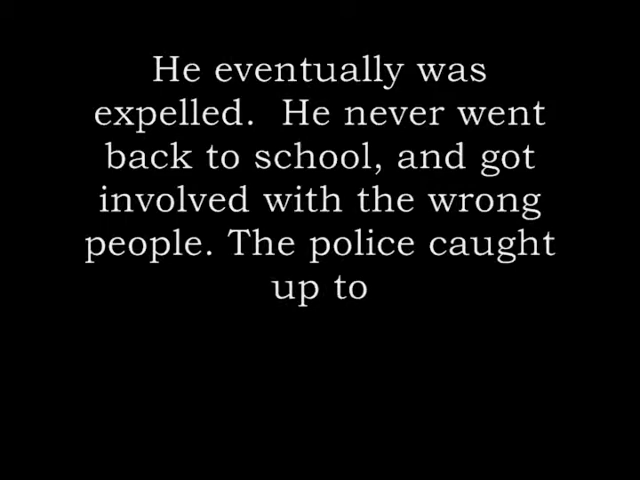 He eventually was
expelled.  He never went
back to school, and got
involved with the wrong
people. The police caught
up to